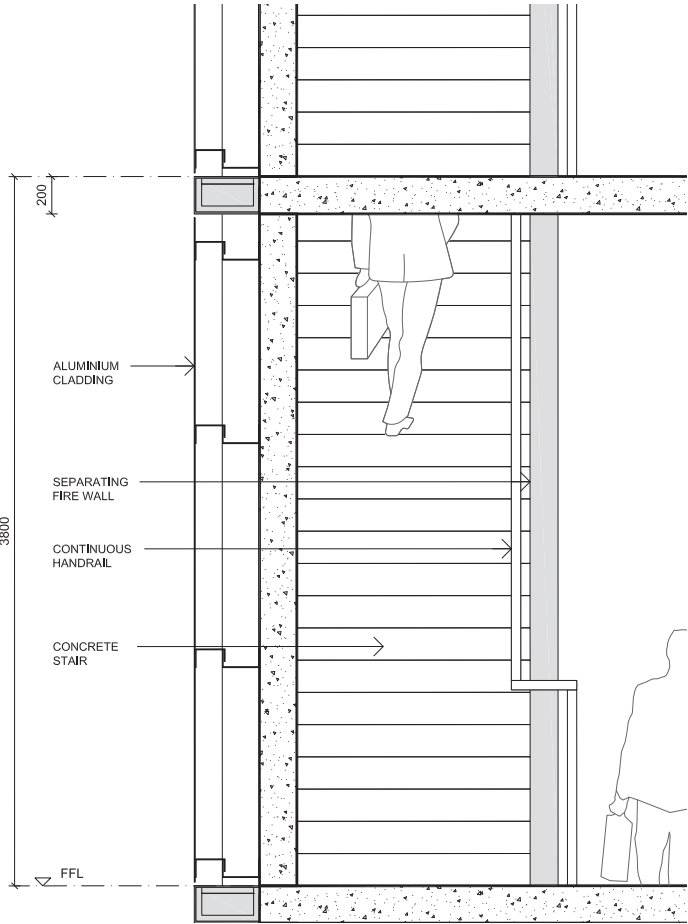 200
ALUMINIUM
CLADDING
SEPARATING
FIRE WALL
3800
CONTINUOUS
HANDRAIL
CONCRETE
STAIR
FFL